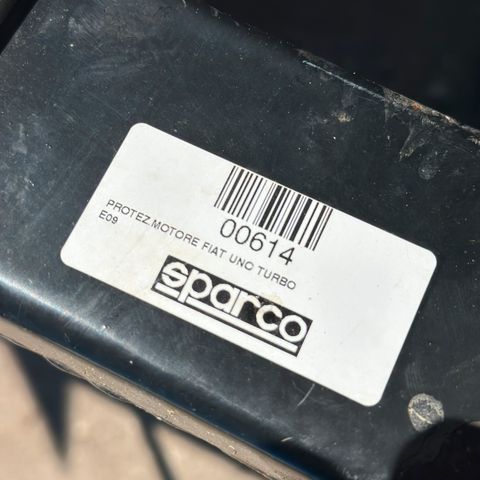 00614
PROTEZ.MOTORE FIAT UNO TURBO
E09
sparco